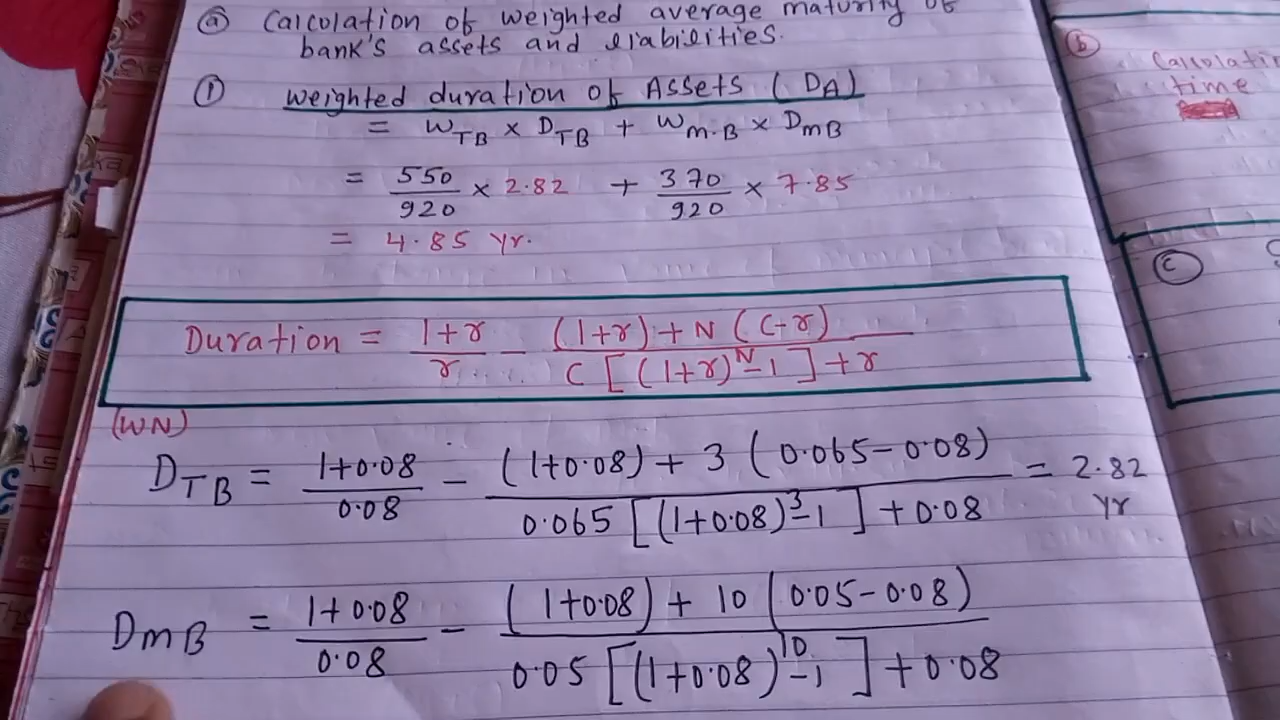 ⓐ Calculation of weighted average maturity of
bank's assets and liabilities.
① weighted duration of Assets (DA)
= WTB × DTB + Wm.B × DmB
= 550/920 × 2.82 + 370/920 × 7.85
= 4.85 Yr.
Duration = 1+r/r - (1+r)+N(C-r)/C[(1+r)^N-1]+r
(WN)
DTB = 1+0.08/0.08 - (1+0.08)+3(0.065-0.08)/0.065[(1+0.08)^3-1]+0.08 = 2.82
Yr
DmB = 1+0.08/0.08 - (1+0.08)+10(0.05-0.08)/0.05[(1+0.08)^10-1]+0.08
ⓑ
time
ⓒ